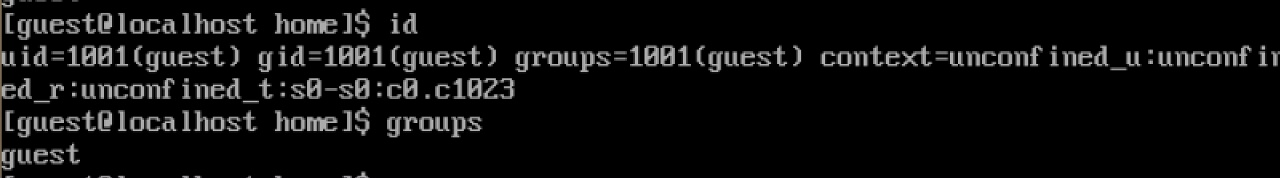 [guest@localhost home]$ id
uid=1001(guest) gid=1001(guest) groups=1001(guest) context=unconfined_u:unconfin
ed_r:unconfined_t:s0-s0:c0.c1023
[guest@localhost home]$ groups
guest